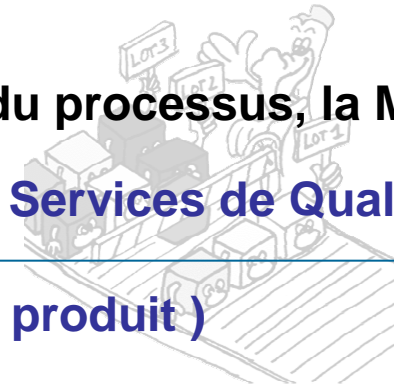 LOT 3
LOT 2
LOT 1
du processus, la M
Services de Qual
produit )